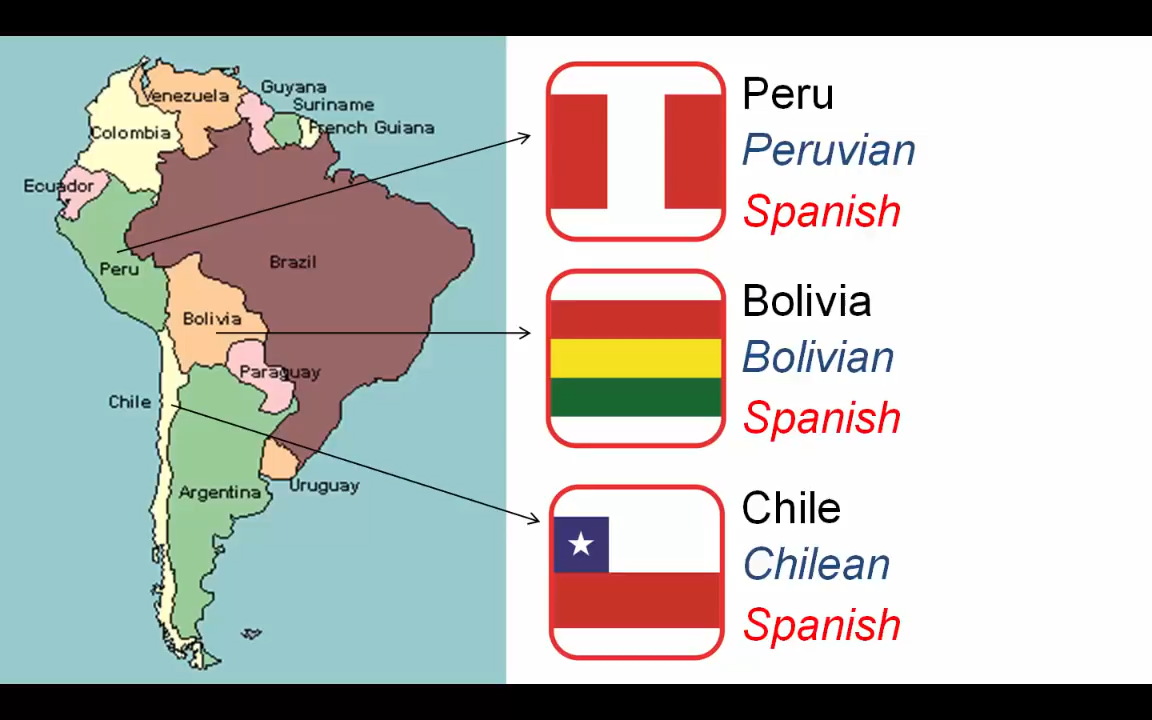 Venezuela
Guyana
Suriname
French Guiana
Colombia
Ecuador
Peru
Brazil
Bolivia
Paraguay
Chile
Argentina
Uruguay
Peru
Peruvian
Spanish
Bolivia
Bolivian
Spanish
Chile
Chilean
Spanish